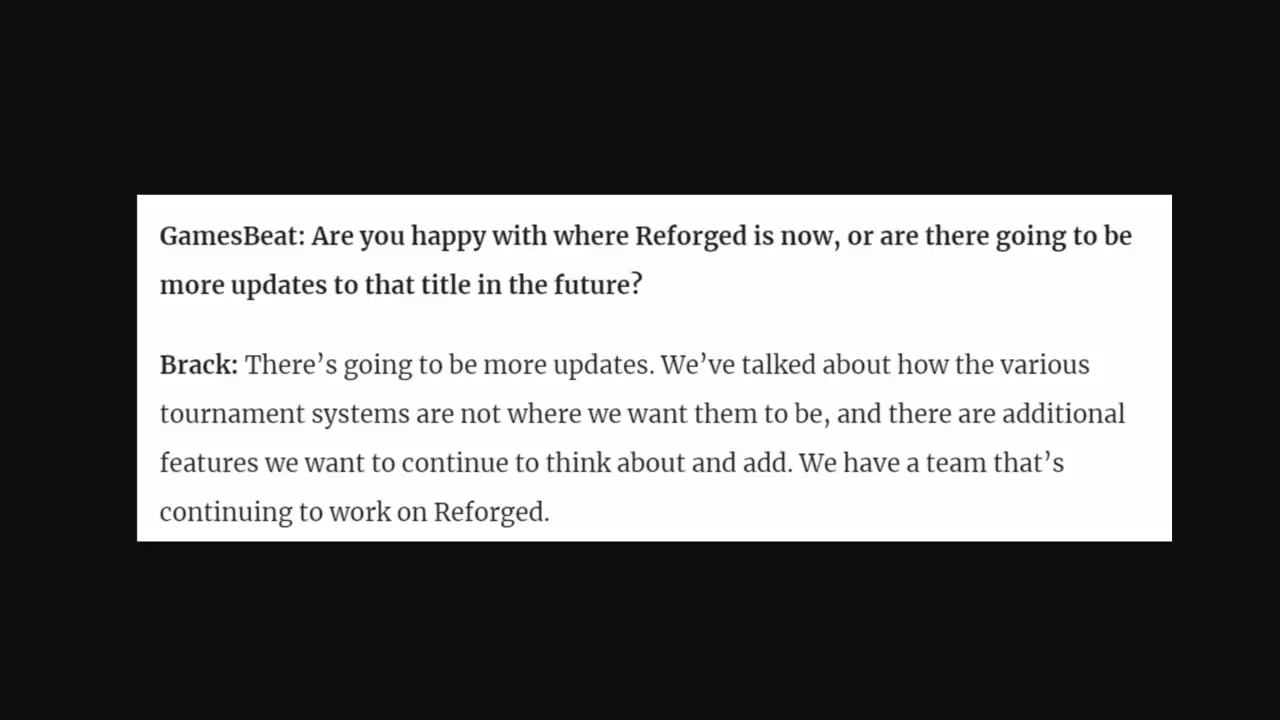 GamesBeat: Are you happy with where Reforged is now, or are there going to be
more updates to that title in the future?
Brack: There’s going to be more updates. We’ve talked about how the various
tournament systems are not where we want them to be, and there are additional
features we want to continue to think about and add. We have a team that’s
continuing to work on Reforged.